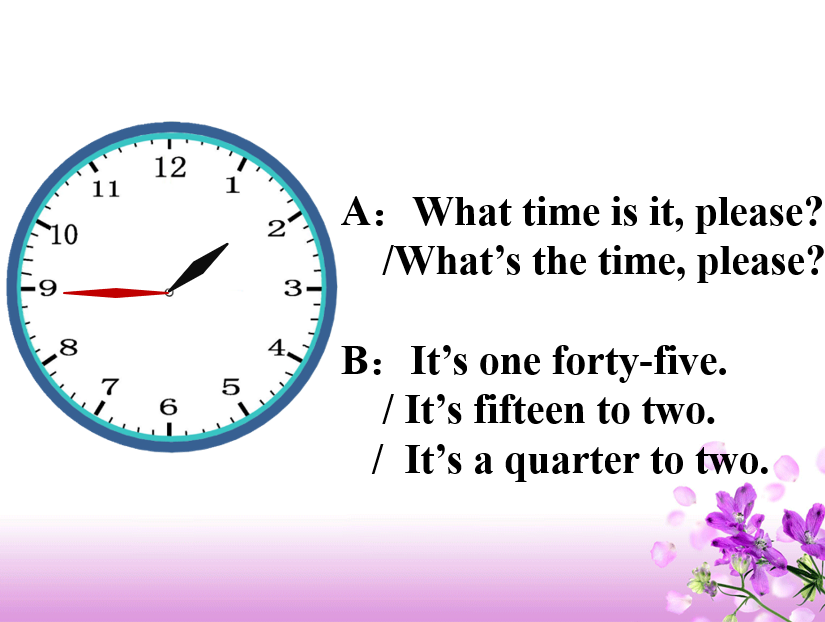 12
11
1
10
2
9
3
8
4
7
5
6
A：What time is it, please?
/What’s the time, please?
B：It’s one forty-five.
/ It’s fifteen to two.
/ It’s a quarter to two.